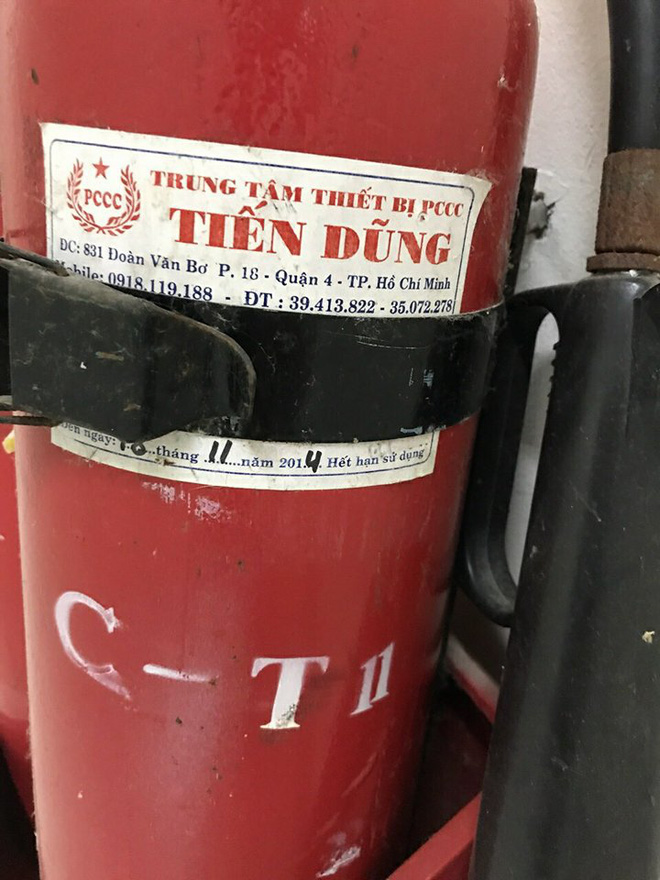 PCCC
TRUNG TÂM THIẾT BỊ PCCC
TIẾN DŨNG
ĐC: 831 Đoàn Văn Bơ P. 18 - Quận 4 - TP. Hồ Chí Minh
Mobile: 0918.119.188 - ĐT : 39.413.822 - 35.072.278
Đến ngày: ...tháng .11......năm 2014 Hết hạn sử dụng
C - T 11